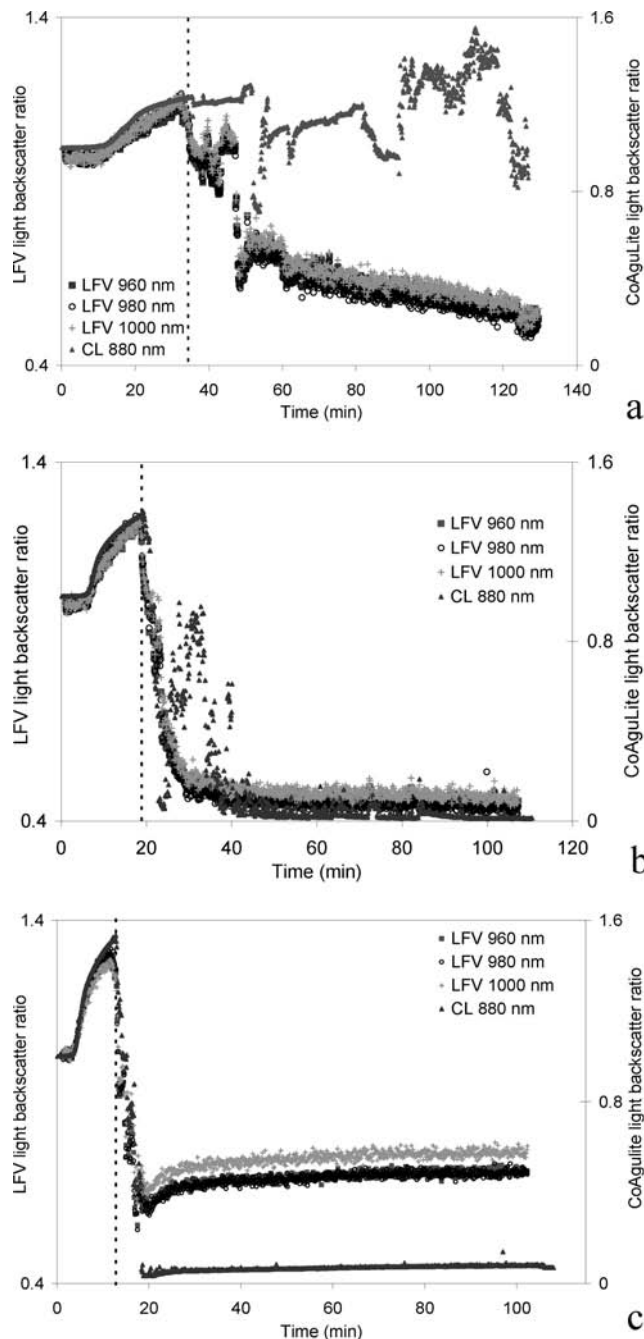 1.4
1.6
LFV light backscatter ratio
CoAguLite light backscatter ratio
0.8
LFV 960 nm
LFV 980 nm
LFV 1000 nm
CL 880 nm
0.4
0
0 20 40 60 80 100 120 140
Time (min)
a
1.4
1.6
LFV light backscatter ratio
CoAguLite light backscatter ratio
LFV 960 nm
LFV 980 nm
LFV 1000 nm
CL 880 nm
0.8
0.4
0
0 20 40 60 80 100 120
Time (min)
b
1.4
1.6
LFV light backscatter ratio
CoAgulite light backscatter ratio
LFV 960 nm
LFV 980 nm
LFV 1000 nm
CL 880 nm
0.8
0.4
0
0 20 40 60 80 100
Time (min)
c